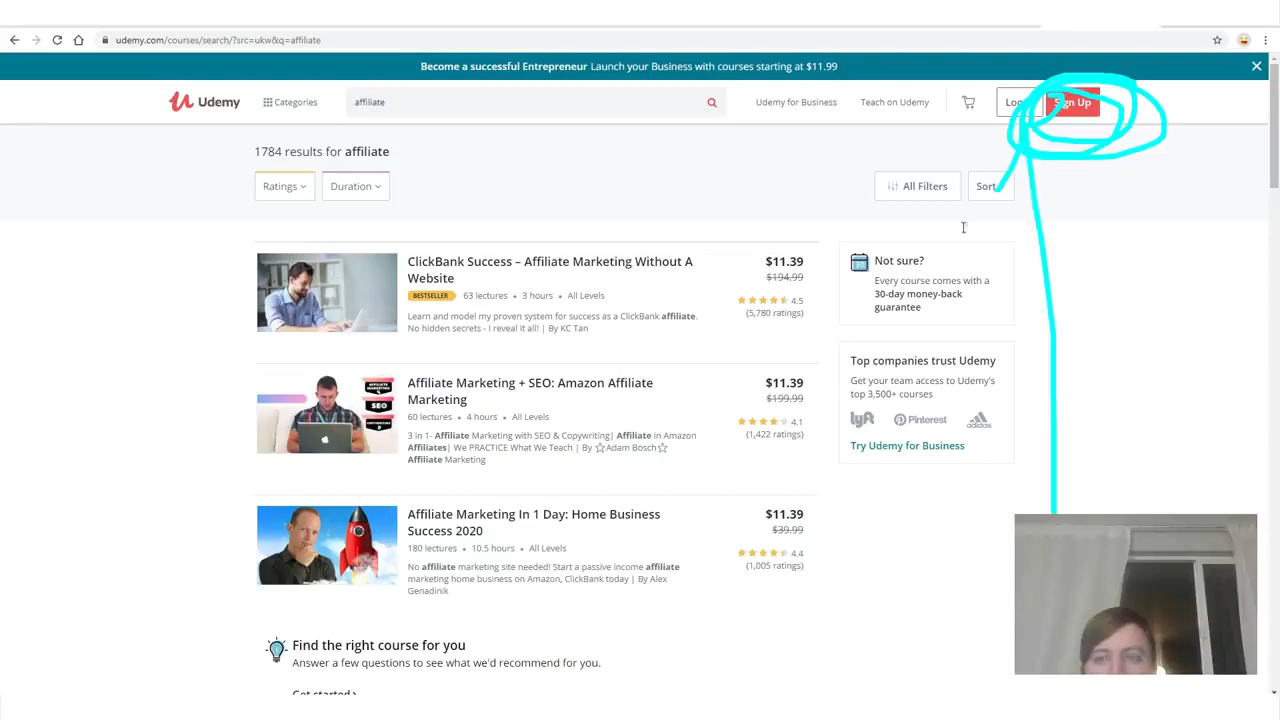 udemy.com/courses/search/?src=ukw&q=affiliate
Become a successful Entrepreneur Launch your Business with courses starting at $11.99
Udemy
Categories
affiliate
Udemy for Business
Teach on Udemy
Sign Up
1784 results for affiliate
Ratings
Duration
All Filters
Sort
ClickBank Success – Affiliate Marketing Without A
Website
BESTSELLER 63 lectures • 3 hours • All Levels
Learn and model my proven system for success as a ClickBank affiliate.
No hidden secrets - I reveal it all! | By KC Tan
$11.39
$194.99
4.5
(5,780 ratings)
Affiliate Marketing + SEO: Amazon Affiliate
Marketing
60 lectures • 4 hours • All Levels
3 in 1- Affiliate Marketing with SEO & Copywriting| Affiliate in Amazon
Affiliates| We PRACTICE What We Teach | By ☆Adam Bosch☆
Affiliate Marketing
$11.39
$199.99
4.1
(1,422 ratings)
SEO
Affiliate Marketing In 1 Day: Home Business
Success 2020
180 lectures • 10.5 hours • All Levels
No affiliate marketing site needed! Start a passive income affiliate
marketing home business on Amazon, ClickBank today | By Alex
Genadinik
$11.39
$39.99
4.4
(1,005 ratings)
Not sure?
Every course comes with a
30-day money-back
guarantee
Top companies trust Udemy
Get your team access to Udemy's
top 3,500+ courses
lyft
Pinterest
adidas
Try Udemy for Business
Find the right course for you
Answer a few questions to see what we'd recommend for you.
Get started